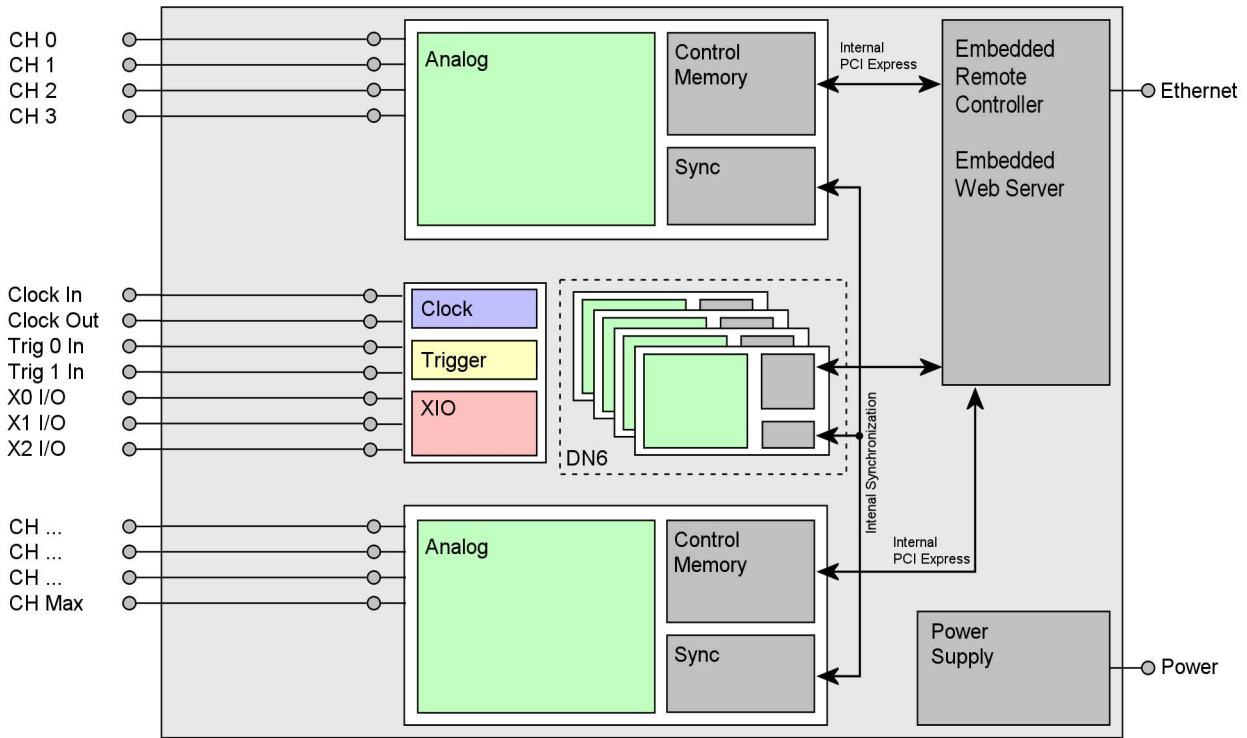 CH 0
CH 1
CH 2
CH 3
Analog
Control
Memory
Sync
Internal
PCI Express
Embedded
Remote
Controller
Embedded
Web Server
Ethernet
Clock In
Clock Out
Trig 0 In
Trig 1 In
X0 I/O
X1 I/O
X2 I/O
Clock
Trigger
XIO
DN6
Intenal Synchronization
CH ...
CH ...
CH ...
CH Max
Analog
Control
Memory
Sync
Internal
PCI Express
Power
Supply
Power